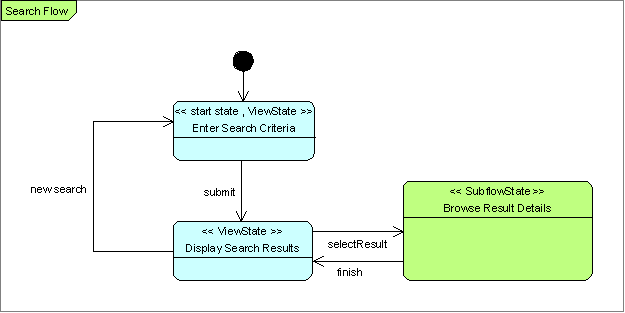 Search Flow
<< start state , ViewState >>
Enter Search Criteria
new search
submit
<< SubflowState >>
Browse Result Details
<< ViewState >>
Display Search Results
selectResult
finish